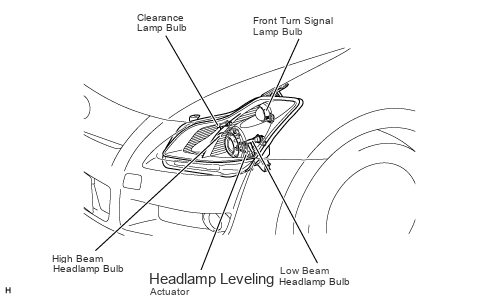 Clearance
Lamp Bulb
Front Turn Signal
Lamp Bulb
High Beam
Headlamp Bulb
Headlamp Leveling
Actuator
Low Beam
Headlamp Bulb
H